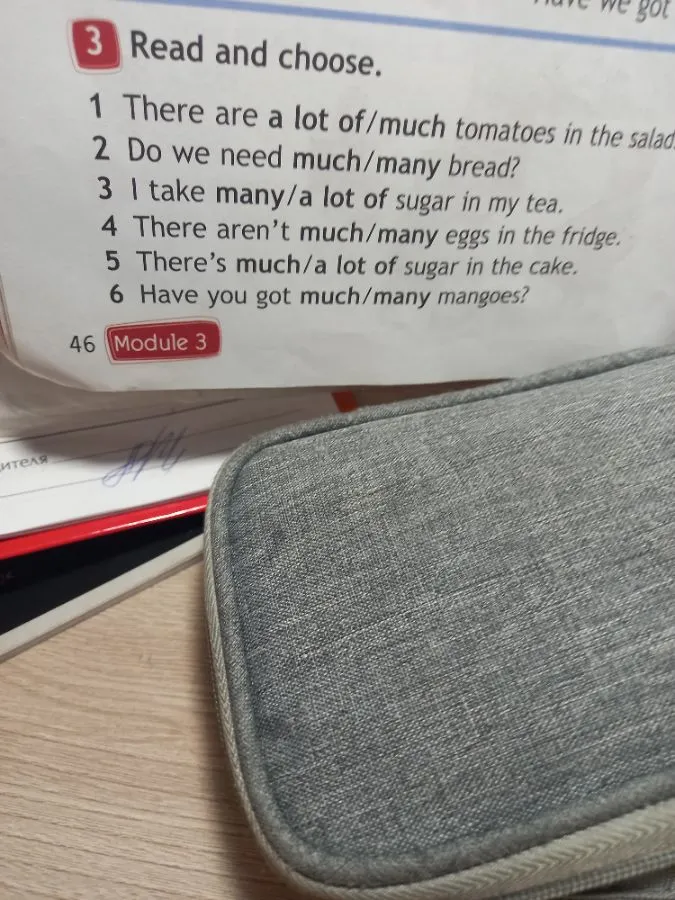 have we got
3 Read and choose.
1 There are a lot of/much tomatoes in the salad.
2 Do we need much/many bread?
3 I take many/a lot of sugar in my tea.
4 There aren't much/many eggs in the fridge.
5 There's much/a lot of sugar in the cake.
6 Have you got much/many mangoes?
46 Module 3
ителя